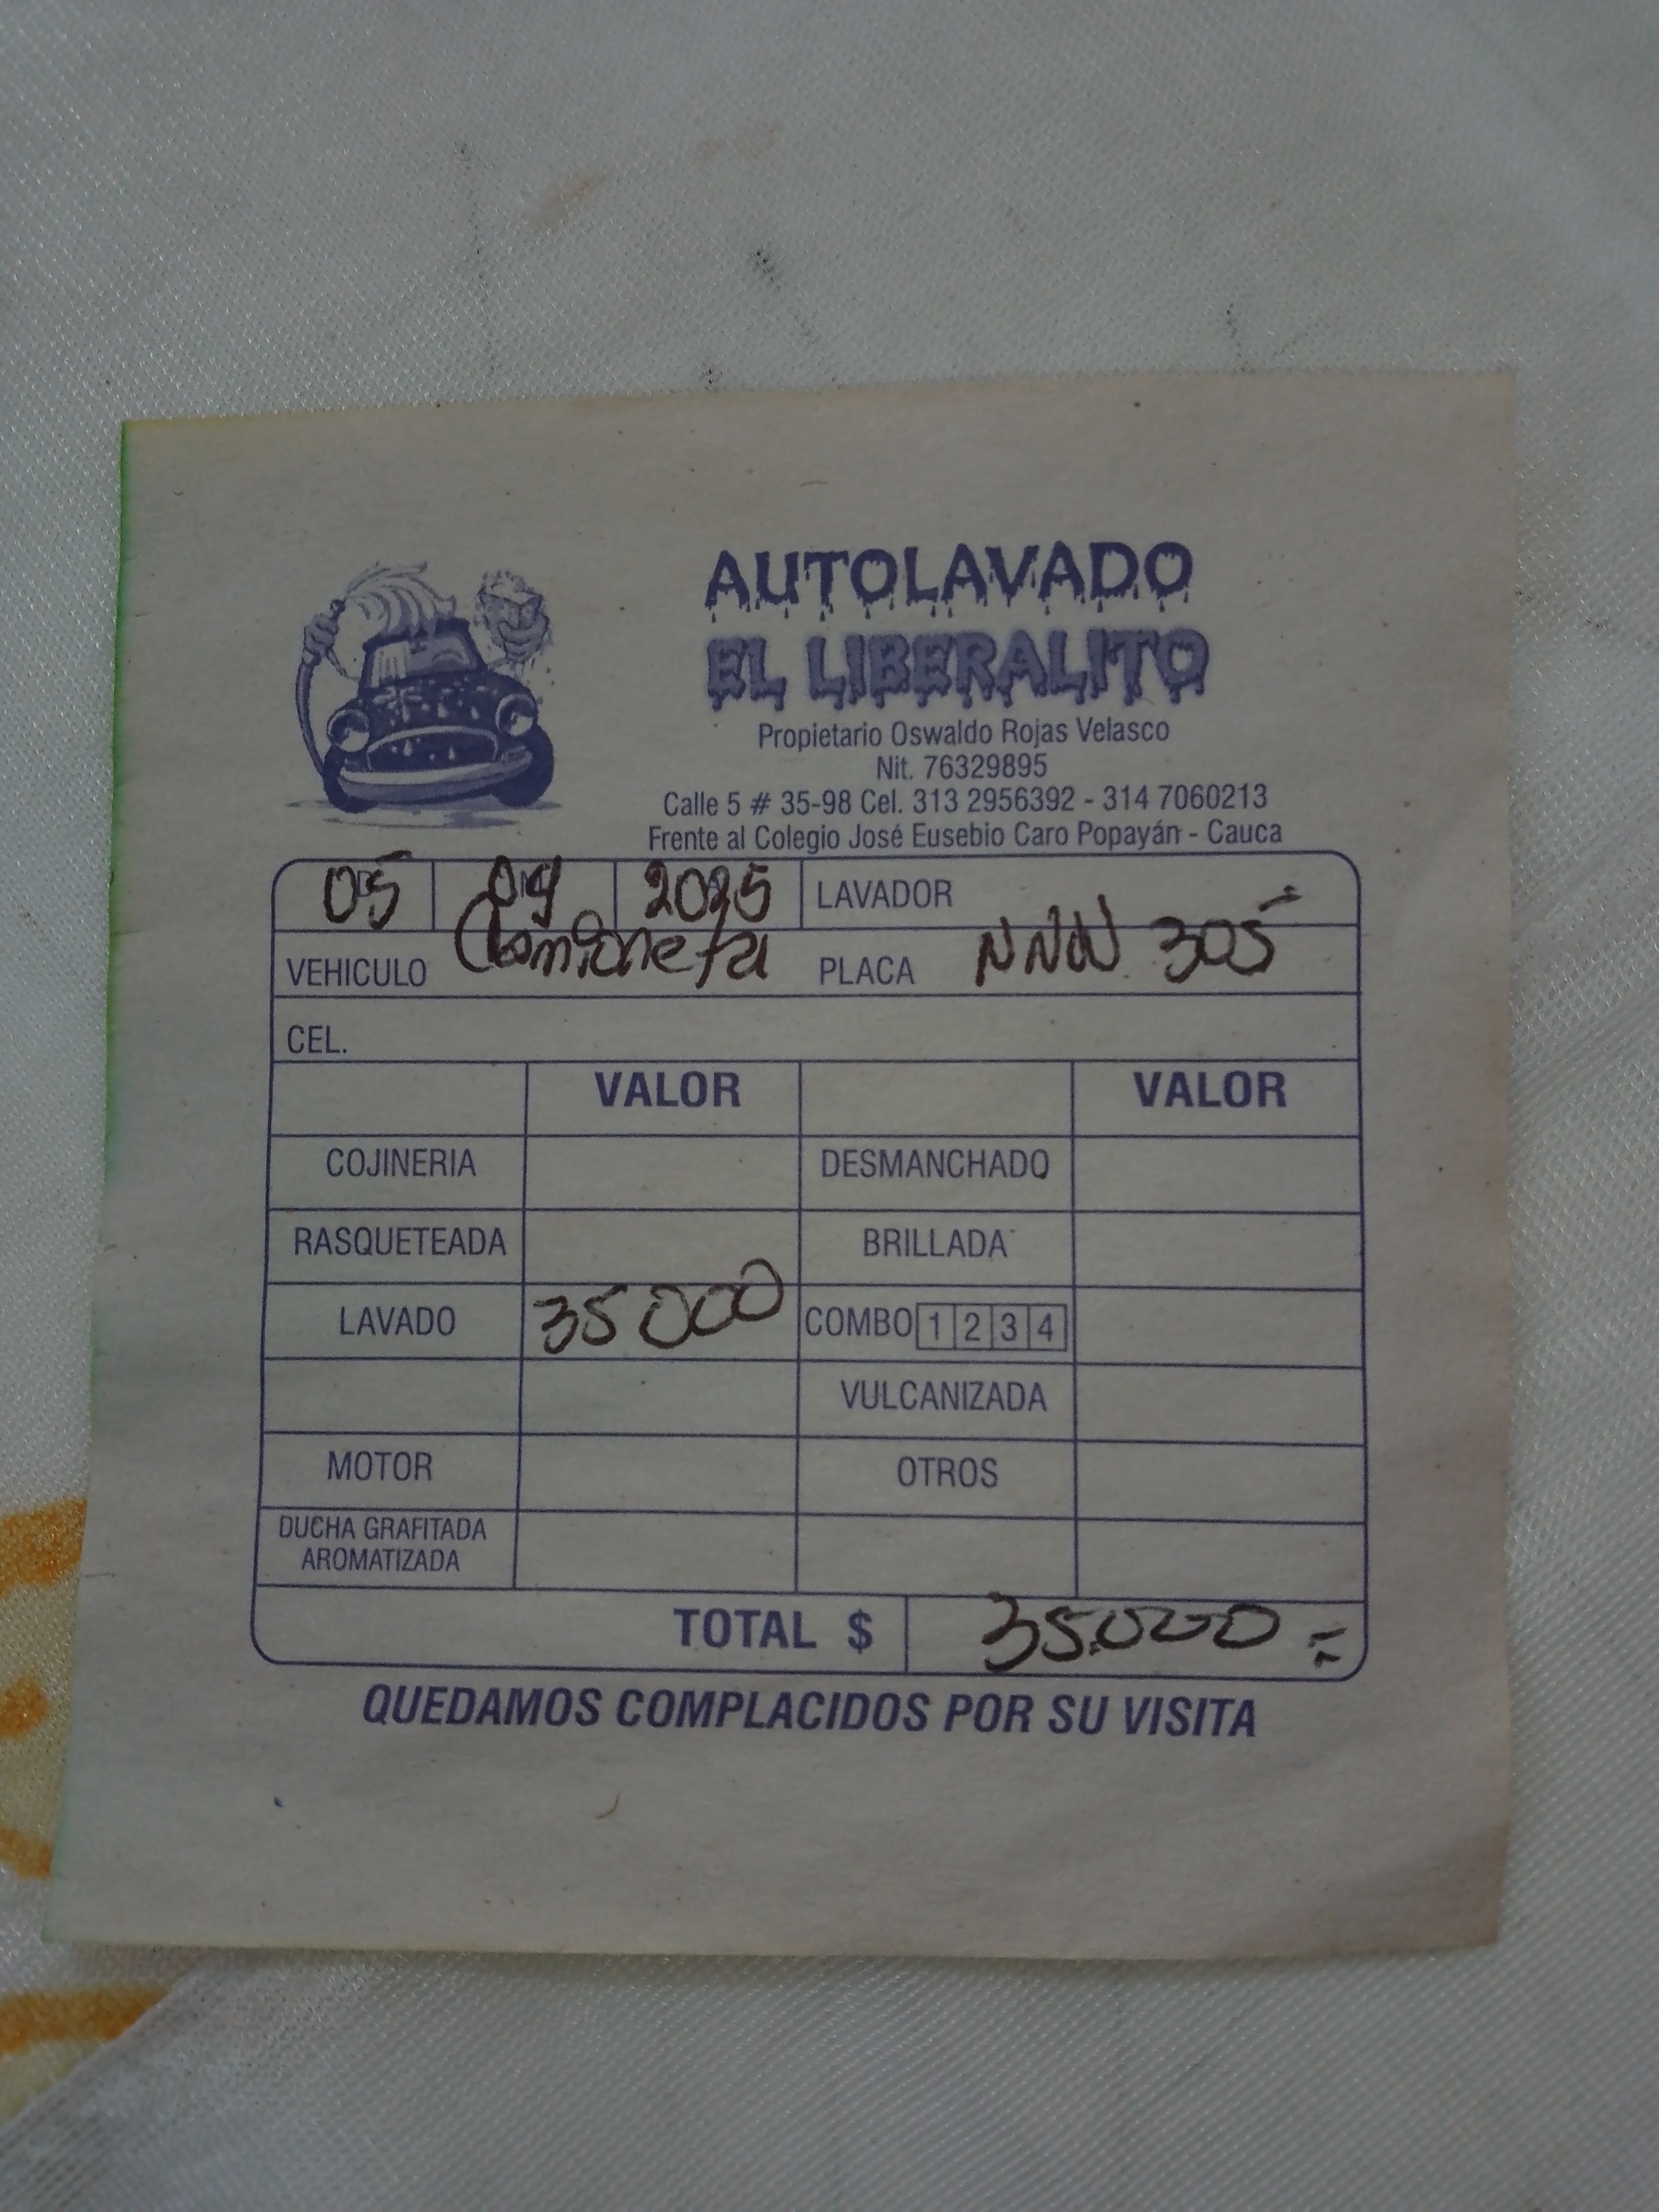 AUTOLAVADO
EL LIBERALITO
Propietario Oswaldo Rojas Velasco
Nit. 76329895
Calle 5 # 35-98 Cel. 313 2956392 - 314 7060213
Frente al Colegio José Eusebio Caro Popayán - Cauca
05 09 2025 LAVADOR
VEHICULO Camioneta PLACA NNW 305
CEL.
VALOR VALOR
COJINERIA DESMANCHADO
RASQUETEADA BRILLADA
LAVADO 35000 COMBO 1 2 3 4
VULCANIZADA
MOTOR OTROS
DUCHA GRAFITADA
AROMATIZADA
TOTAL $ 35.000
QUEDAMOS COMPLACIDOS POR SU VISITA